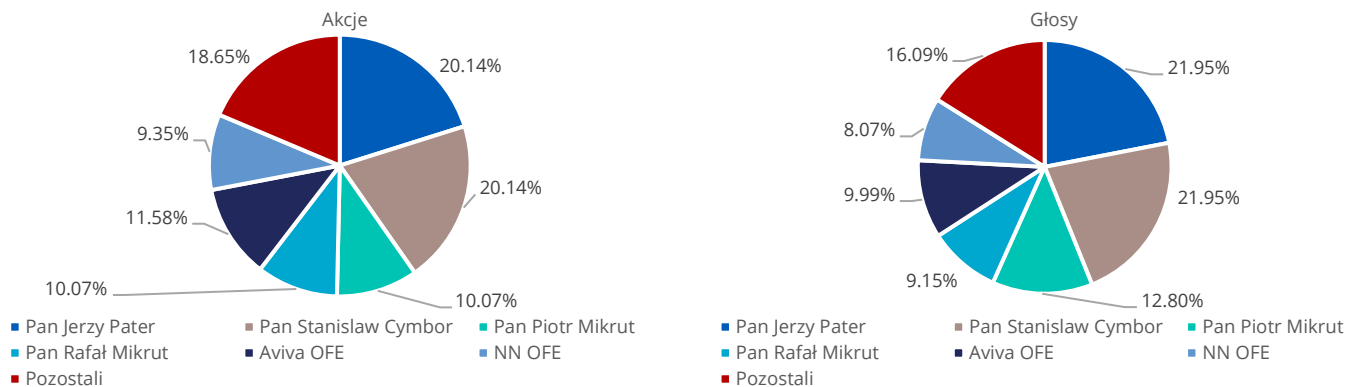 Akcje
20.14%
20.14%
10.07%
10.07%
11.58%
9.35%
18.65%
Pan Jerzy Pater
Pan Stanislaw Cymbor
Pan Piotr Mikrut
Pan Rafał Mikrut
Aviva OFE
NN OFE
Pozostali
Głosy
21.95%
21.95%
12.80%
9.15%
9.99%
8.07%
16.09%
Pan Jerzy Pater
Pan Stanislaw Cymbor
Pan Piotr Mikrut
Pan Rafał Mikrut
Aviva OFE
NN OFE
Pozostali